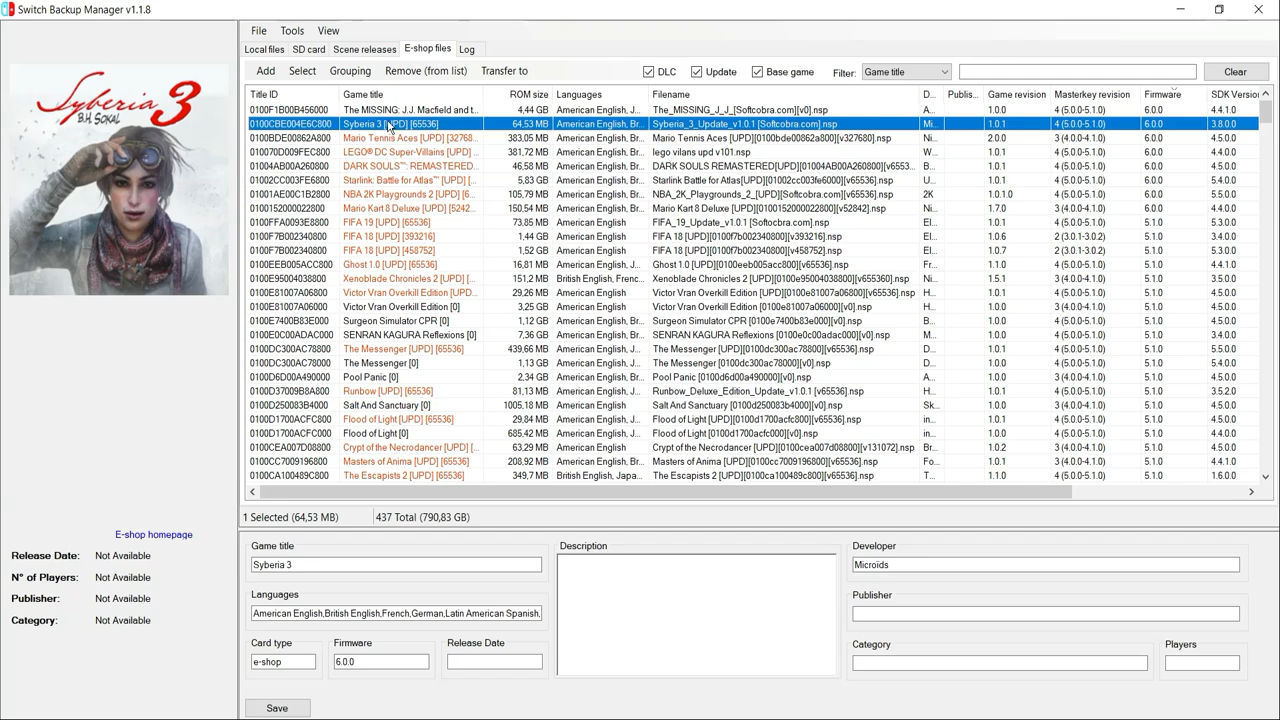 Switch Backup Manager v1.1.8
File Tools View
Local files SD card Scene releases E-shop files Log
Add Select Grouping Remove (from list) Transfer to DLC Update Base game Filter: Game title Clear
Title ID Game title ROM size Languages Filename D... Publis... Game revision Masterkey revision Firmware SDK Version
0100F1B00B456000 The MISSING: J.J. Macfield and t... 4,44 GB American English, J... The_MISSING_J_J_[Softcobra.com][v0].nsp A... 1.0.0 3 (4.0.0-4.1.0) 6.0.0 4.4.1.0
0100CBE004E6C800 Syberia 3 [UPD] [65536] 64,53 MB American English, Br... Syberia_3_Update_v1.0.1 [Softcobra.com].nsp Mi... 1.0.1 4 (5.0.0-5.1.0) 6.0.0 3.8.0.0
0100BDE00862A800 Mario Tennis Aces [UPD] [32768... 383,05 MB American English, Br... Mario Tennis Aces [UPD][0100bde00862a800][v327680].nsp Ni... 2.0.0 3 (4.0.0-4.1.0) 6.0.0 4.4.0.0
010070D009FEC800 LEGO® DC Super-Villains [UPD] ... 381,72 MB American English, Br... lego vilains upd v101.nsp W... 1.0.1 4 (5.0.0-5.1.0) 6.0.0 4.4.0.0
01004AB00A260800 DARK SOULS™: REMASTERED... 46,58 MB American English, Br... DARK SOULS REMASTERED[UPD][01004AB00A260800][v6553... B... 1.0.1 4 (5.0.0-5.1.0) 6.0.0 4.5.0.0
01002CC003FE6000 Starlink: Battle for Atlas™ [UPD] [... 5,83 GB American English, Br... Starlink Battle for Atlas[UPD][01002cc003fe6000][v65536].nsp U... 1.0.1 4 (5.0.0-5.1.0) 6.0.0 5.4.0.0
01001AE00C1B2800 NBA 2K Playgrounds 2 [UPD] [6... 105,79 MB American English, Br... NBA_2K_Playgrounds_2_[UPD][Softcobra.com].nsp 2K 1.0.1.0 4 (5.0.0-5.1.0) 6.0.0 5.5.0.0
0100152000022800 Mario Kart 8 Deluxe [UPD] [5242... 150,54 MB American English, Br... Mario Kart 8 Deluxe [UPD][0100152000022800][v52842].nsp Ni... 1.7.0 3 (4.0.0-4.1.0) 6.0.0 4.4.0.0
0100FFA0093E8800 FIFA 19 [UPD] [65536] 73,85 MB American English FIFA_19_Update_v1.0.1 [Softcobra.com].nsp El... 1.0.1 4 (5.0.0-5.1.0) 5.1.0 5.3.0.0
0100F7B002340800 FIFA 18 [UPD] [393216] 1,44 GB American English FIFA 18 [UPD][0100f7b002340800][v393216].nsp El... 1.0.6 2 (3.0.1-3.0.2) 5.1.0 5.3.0.0
0100F7B002340800 FIFA 18 [UPD] [458752] 1,52 GB American English FIFA 18 [UPD][0100f7b002340800][v458752].nsp El... 1.0.7 2 (3.0.1-3.0.2) 5.1.0 5.3.0.0
0100EEB005ACC800 Ghost 1.0 [UPD] [65536] 16,81 MB American English, J... Ghost 1.0 [UPD][0100eeb005acc800][v65536].nsp Fr... 1.1.0 4 (5.0.0-5.1.0) 5.1.0 4.4.1.0
0100E95004038800 Xenoblade Chronicles 2 [UPD] [... 151,2 MB British English, Frenc... Xenoblade Chronicles 2 [UPD][0100e95004038800][v655360].nsp Ni... 1.5.1 3 (4.0.0-4.1.0) 5.1.0 3.5.1.0
0100E81007A06800 Victor Vran Overkill Edition [UPD... 29,26 MB American English, Br... Victor Vran Overkill Edition [UPD][0100e81007a06800][v65536].nsp H... 1.0.1 4 (5.0.0-5.1.0) 5.1.0 4.5.0.0
0100E81007A06000 Victor Vran Overkill Edition [0] 3,25 GB American English, Br... Victor Vran Overkill Edition [0100e81007a06000][v0].nsp H... 1.0.0 3 (4.0.0-4.1.0) 5.1.0 4.5.0.0
0100E7400B83E000 Surgeon Simulator CPR [0] 1,12 GB American English, Br... Surgeon Simulator CPR [0100e7400b83e000][v0].nsp B... 1.0.0 4 (5.0.0-5.1.0) 5.1.0 4.5.0.0
0100E0C00ADAC000 SENRAN KAGURA Reflexions [0] 7,36 GB American English, J... SENRAN KAGURA Reflexions [0100e0c00adac000][v0].nsp M... 1.0.0 3 (4.0.0-4.1.0) 5.1.0 3.4.0.0
0100DC300AC78800 The Messenger [UPD] [65536] 439,66 MB American English, J... The Messenger [UPD][0100dc300ac78800][v65536].nsp D... 1.0.1 4 (5.0.0-5.1.0) 5.1.0 5.5.0.0
0100DC300AC78000 The Messenger [0] 1,13 GB American English, J... The Messenger [0100dc300ac78000][v0].nsp D... 1.0.0 4 (5.0.0-5.1.0) 5.1.0 5.4.0.0
0100D6D00A490000 Pool Panic [0] 2,34 GB American English, Br... Pool Panic [0100d6d00a490000][v0].nsp A... 1.0.0 3 (4.0.0-4.1.0) 5.1.0 4.5.0.0
0100D37009B8A800 Runbow [UPD] [65536] 81,13 MB American English, Br... Runbow_Deluxe_Edition_Update_v1.0.1 [v65536].nsp H... 1.0.1 4 (5.0.0-5.1.0) 5.1.0 3.5.2.0
0100D250083B4000 Salt And Sanctuary [0] 1005,18 MB American English Salt And Sanctuary [0100d250083b4000][v0].nsp Sk... 1.0.0 3 (4.0.0-4.1.0) 5.1.0 4.5.0.0
0100D1700ACFC800 Flood of Light [UPD] [65536] 29,84 MB American English, J... Flood of Light [UPD][0100d1700acfc800][v65536].nsp in... 1.0.1 4 (5.0.0-5.1.0) 5.1.0 4.5.0.0
0100D1700ACFC000 Flood of Light [0] 685,42 MB American English, J... Flood of Light [0100d1700acfc000][v0].nsp in... 1.0.0 4 (5.0.0-5.1.0) 5.1.0 4.5.0.0
0100CEA007D08800 Crypt of the Necrodancer [UPD] ... 63,29 MB American English, Br... Crypt of the Necrodancer [UPD][0100cea007d08800][v131072].nsp Br... 1.0.2 3 (4.0.0-4.1.0) 5.1.0 3.4.0.0
0100CC7009196800 Masters of Anima [UPD] [65536] 208,92 MB American English, Br... Masters of Anima [UPD][0100cc7009196800][v65536].nsp Fo... 1.0.1 4 (5.0.0-5.1.0) 5.1.0 4.4.1.0
0100CA100489C800 The Escapists 2 [UPD] [65536] 349,7 MB British English, Japa... The Escapists 2 [UPD][0100ca100489c800][v65536].nsp T... 1.1.0 4 (5.0.0-5.1.0) 5.1.0 1.6.0.0
1 Selected (64,53 MB) 437 Total (790,83 GB)
Syberia 3
B.H. SOKAL
E-shop homepage
Release Date: Not Available
N° of Players: Not Available
Publisher: Not Available
Category: Not Available
Game title
Syberia 3
Languages
American English,British English,French,German,Latin American Spanish,
Card type Firmware Release Date
e-shop 6.0.0
Save
Description
Developer
Microïds
Publisher
Category Players